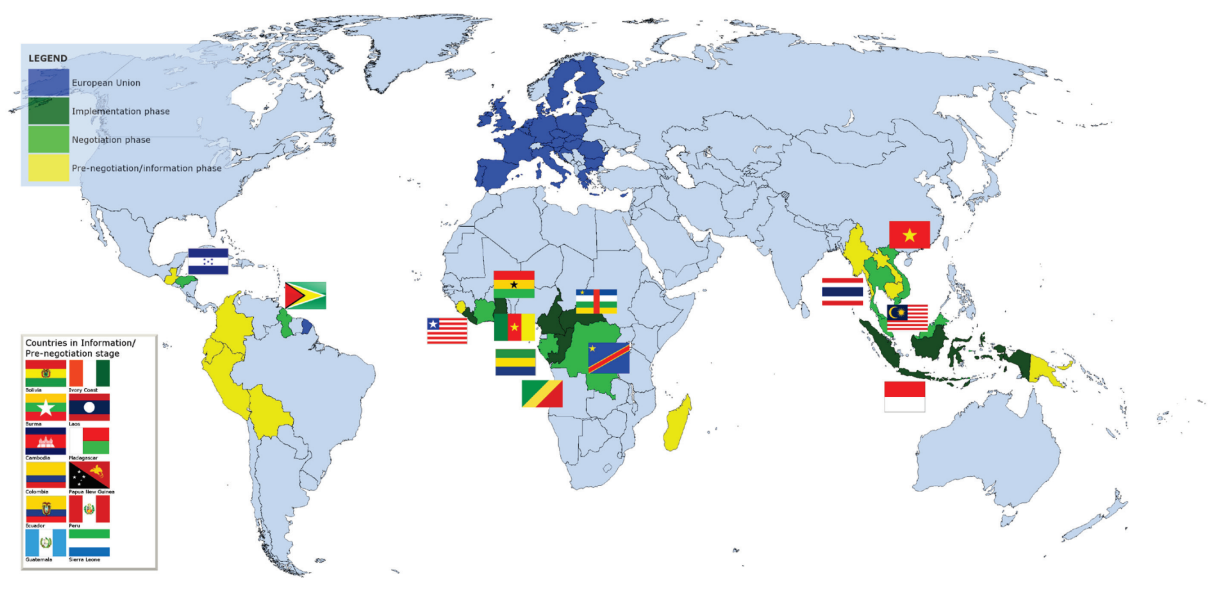 LEGEND
European Union
Implementation phase
Negotiation phase
Pre-negotiation/information phase
Countries in Information/
Pre-negotiation stage
Bolivia Ivory Coast
Burma Laos
Cambodia Madagascar
Colombia Papua New Guinea
Ecuador Peru
Guatemala Sierra Leone